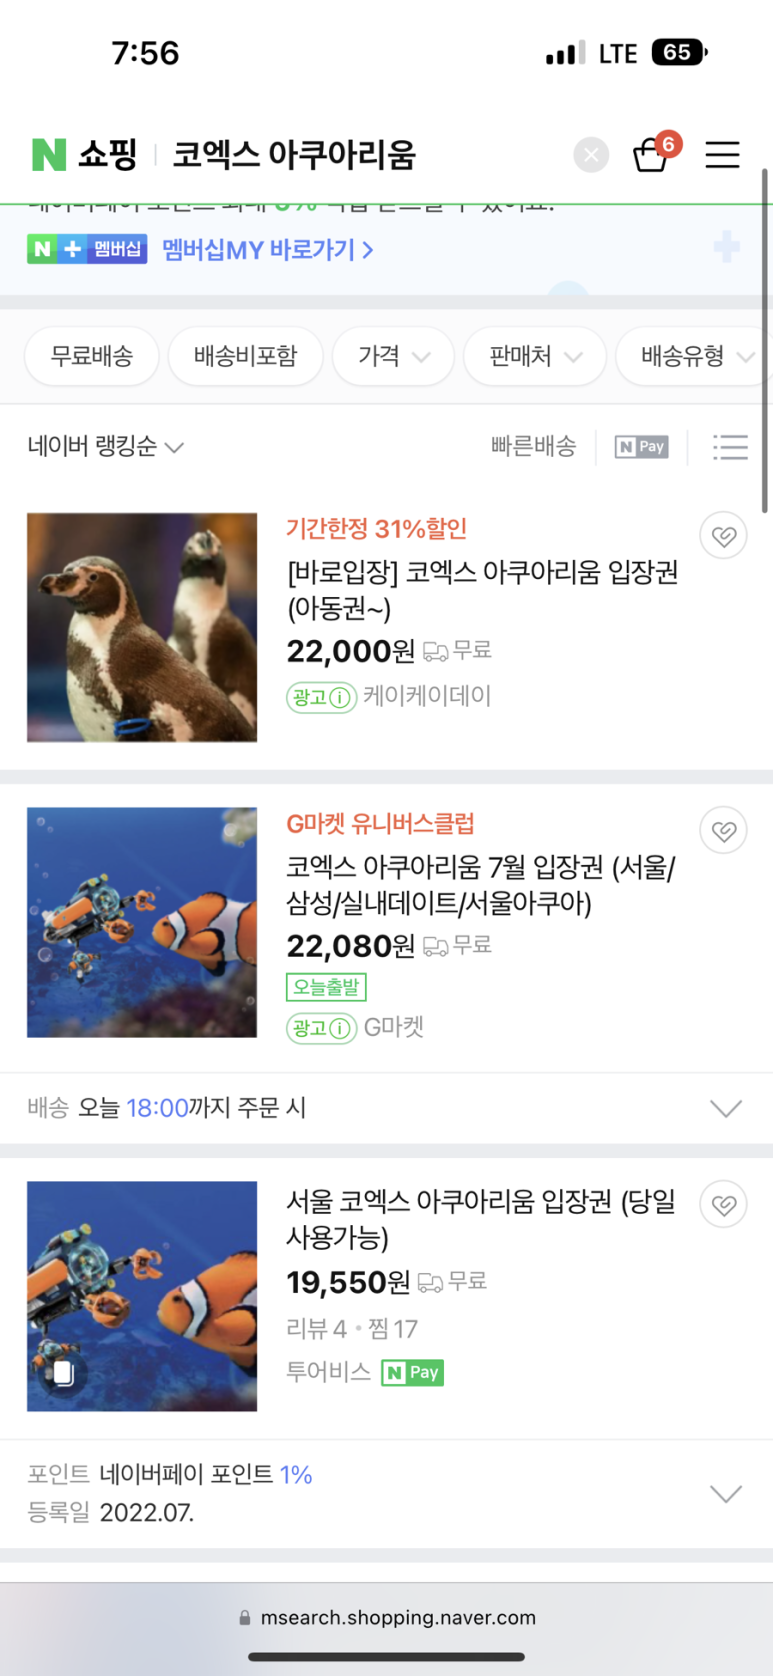 7:56
LTE 65
N 쇼핑 코엑스 아쿠아리움 6
N + 멤버십 멤버십MY 바로가기 >
무료배송 배송비포함 가격 판매처 배송유형
네이버 랭킹순 빠른배송 N Pay
기간한정 31%할인
[바로입장] 코엑스 아쿠아리움 입장권
(아동권~)
22,000원 무료
광고 케이케이데이
G마켓 유니버스클럽
코엑스 아쿠아리움 7월 입장권 (서울/
삼성/실내데이트/서울아쿠아)
22,080원 무료
오늘출발
광고 G마켓
배송 오늘 18:00까지 주문 시
서울 코엑스 아쿠아리움 입장권 (당일
사용가능)
19,550원 무료
리뷰 4 • 찜 17
투어비스 N Pay
포인트 네이버페이 포인트 1%
등록일 2022.07.
msearch.shopping.naver.com